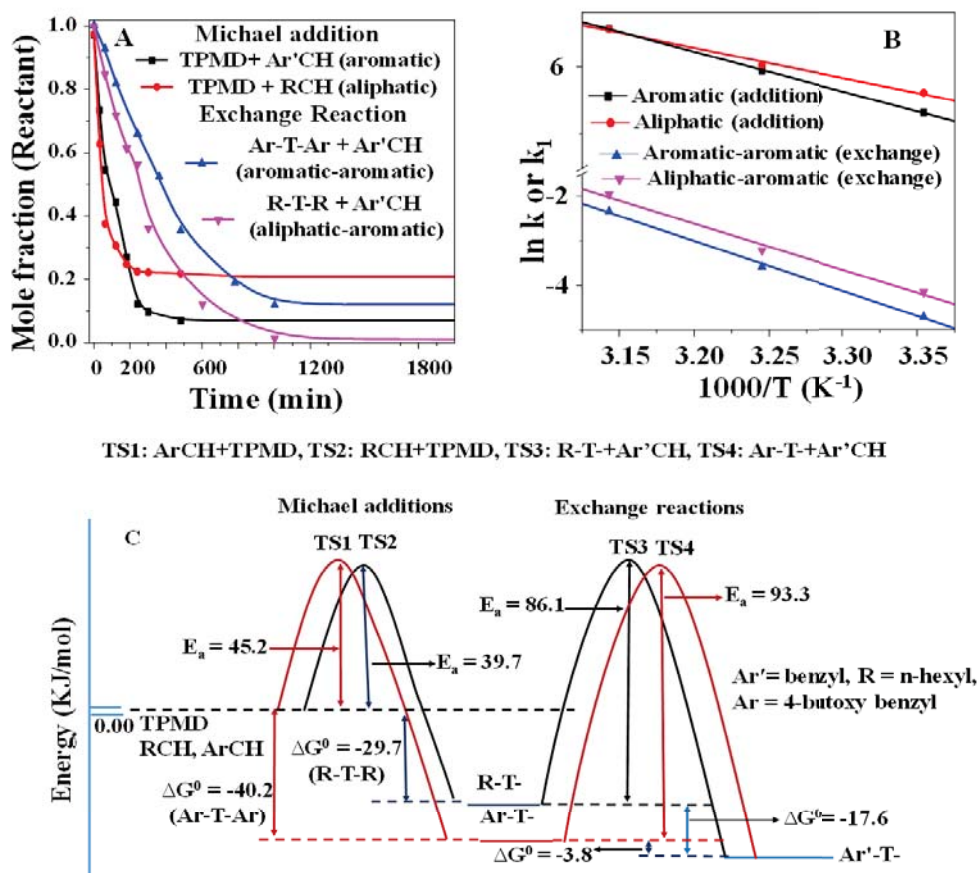 A
Michael addition
TPMD+ Ar'CH (aromatic)
TPMD + RCH (aliphatic)
Exchange Reaction
Ar-T-Ar + Ar'CH
(aromatic-aromatic)
R-T-R + Ar'CH
(aliphatic-aromatic)
Mole fraction (Reactant)
1.0
0.8
0.6
0.4
0.2
0.0
0 200 600 1200 1800
Time (min)
B
Aromatic (addition)
Aliphatic (addition)
Aromatic-aromatic (exchange)
Aliphatic-aromatic (exchange)
ln k or k1
6
-2
-4
3.15 3.20 3.25 3.30 3.35
1000/T (K-1)
TS1: ArCH+TPMD, TS2: RCH+TPMD, TS3: R-T-+Ar'CH, TS4: Ar-T-+Ar'CH
C
Michael additions Exchange reactions
TS1 TS2 TS3 TS4
Energy (KJ/mol)
Ea = 45.2
Ea = 39.7
Ea = 86.1
Ea = 93.3
Ar'= benzyl, R = n-hexyl,
Ar = 4-butoxy benzyl
0.00
TPMD
RCH, ArCH
ΔG0 = -29.7
(R-T-R)
ΔG0 = -40.2
(Ar-T-Ar)
R-T-
Ar-T-
ΔG0 = -17.6
ΔG0 = -3.8
Ar'-T-